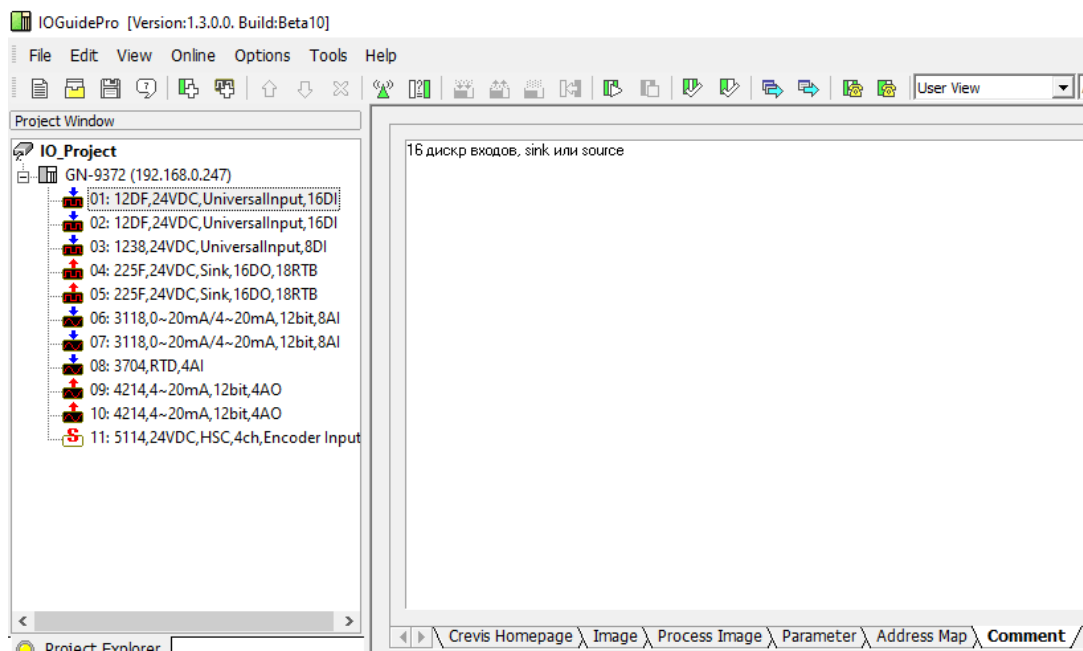 IOGuidePro [Version:1.3.0.0. Build:Beta10]
File Edit View Online Options Tools Help
User View
Project Window
IO_Project
16 дискр входов, sink или source
GN-9372 (192.168.0.247)
01: 12DF,24VDC,UniversalInput,16DI
02: 12DF,24VDC,UniversalInput,16DI
03: 1238,24VDC,UniversalInput,8DI
04: 225F,24VDC,Sink,16DO,18RTB
05: 225F,24VDC,Sink,16DO,18RTB
06: 3118,0~20mA/4~20mA,12bit,8AI
07: 3118,0~20mA/4~20mA,12bit,8AI
08: 3704,RTD,4AI
09: 4214,4~20mA,12bit,4AO
10: 4214,4~20mA,12bit,4AO
11: 5114,24VDC,HSC,4ch,Encoder Input
Crevis Homepage Image Process Image Parameter Address Map Comment
Project Explorer